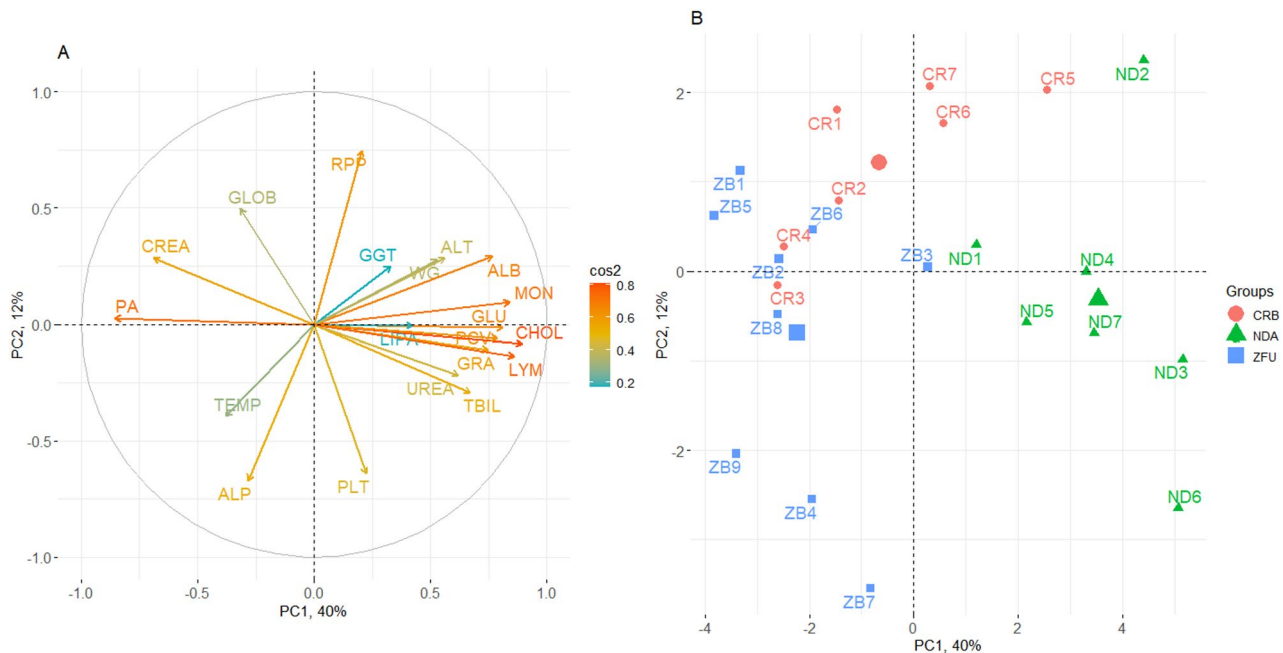 A
1.0
0.5
0.0
-0.5
-1.0
PC2, 12%
-1.0
-0.5
0.0
0.5
1.0
PC1, 40%
RPP
GLOB
CREA
GGT
ALT
WG
ALB
PA
MON
GLU
LIPA
PCV
CHOL
GRA
LYM
UREA
TBIL
TEMP
ALP
PLT
cos2
0.8
0.6
0.4
0.2
B
2
0
-2
PC2, 12%
-4
-2
0
2
4
PC1, 40%
ND2
CR7
CR5
CR1
CR6
ZB1
CR2
ZB5
ZB6
CR4
ZB3
ND1
ND4
ZB2
CR3
ND5
ND7
ZB8
ND3
ZB9
ZB4
ND6
ZB7
Groups
CRB
NDA
ZFU